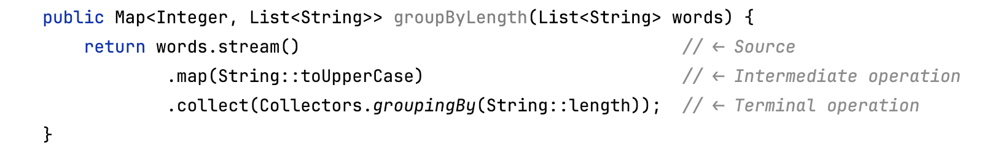 public Map<Integer, List<String>> groupByLength(List<String> words) {
    return words.stream()                                     // ← Source
            .map(String::toUpperCase)                         // ← Intermediate operation
            .collect(Collectors.groupingBy(String::length));  // ← Terminal operation
}